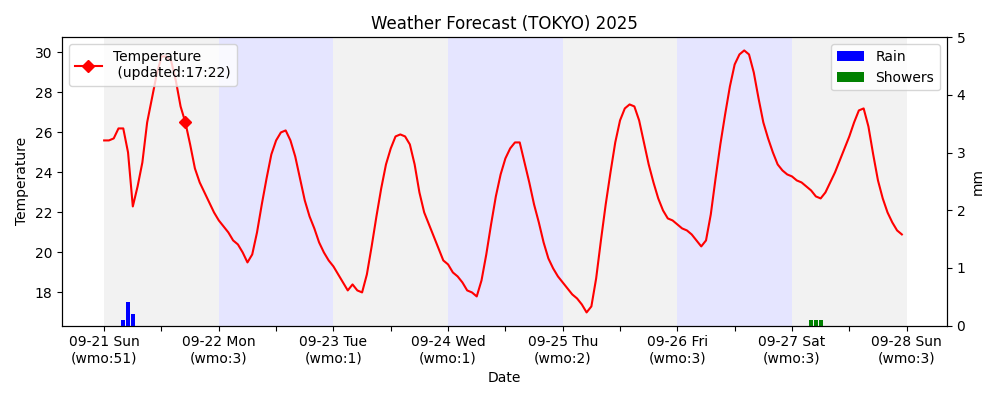 Weather Forecast (TOKYO) 2025
Temperature
(updated:17:22)
Rain
Showers
30
28
26
24
22
20
18
Temperature
5
4
3
2
1
0
mm
09-21 Sun
(wmo:51)
09-22 Mon
(wmo:3)
09-23 Tue
(wmo:1)
09-24 Wed
(wmo:1)
09-25 Thu
(wmo:2)
09-26 Fri
(wmo:3)
09-27 Sat
(wmo:3)
09-28 Sun
(wmo:3)
Date